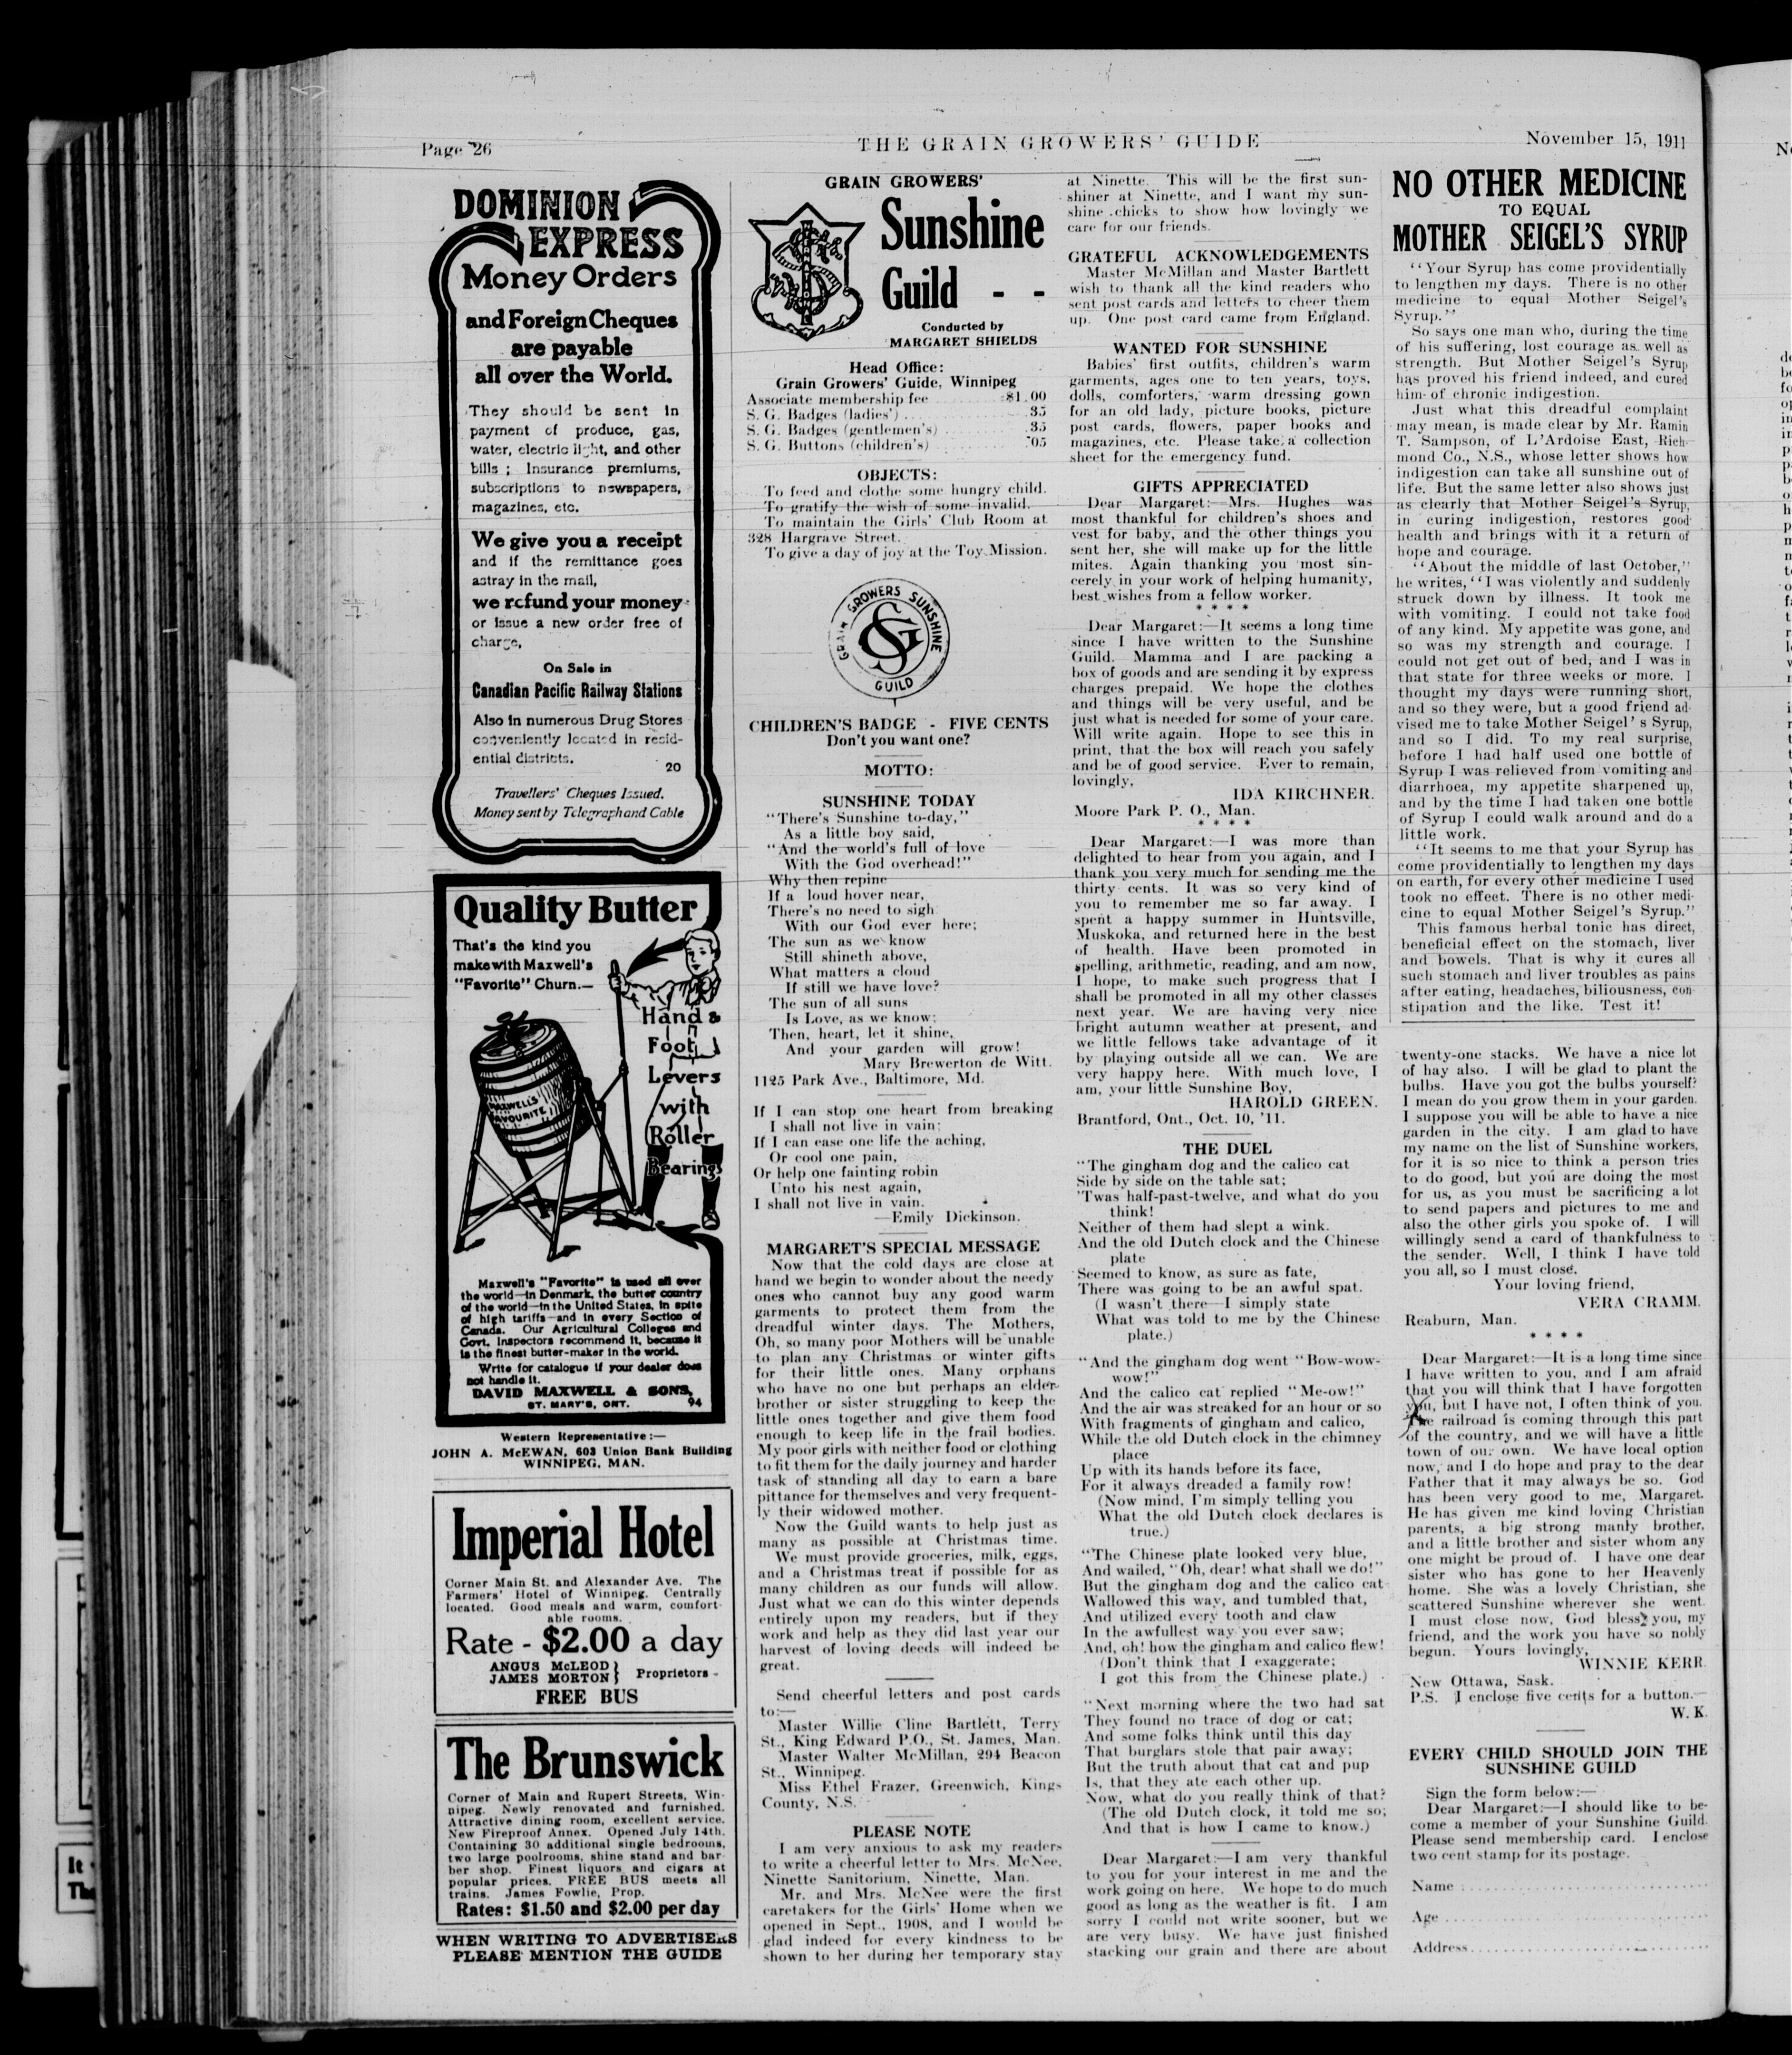 Page 26
THE GRAIN GROWERS' GUIDE
November 15, 1911
DOMINION
EXPRESS
Money Orders
and Foreign Cheques
are payable
all over the World.
They should be sent in
payment of produce, gas,
water, electric light, and other
bills ; Insurance premiums,
subscriptions to newspapers,
magazines, etc.
We give you a receipt
and if the remittance goes
astray in the mail,
we refund your money
or issue a new order free of
charge,
On Sale in
Canadian Pacific Railway Stations
Also in numerous Drug Stores
conveniently located in resid-
ential districts.
20
Travellers' Cheques Issued.
Money sent by Telegraph and Cable
Quality Butter
That's the kind you
make with Maxwell's
"Favorite" Churn.—
Hand &
Foot
Levers
with
Roller
Bearings
MAXWELL'S
FAVOURITE
Maxwell's "Favorite" is used all over
the world—in Denmark, the butter country
of the world—in the United States, in spite
of high tariffs—and in every Section of
Canada. Our Agricultural Colleges and
Govt. Inspectors recommend it, because it
is the finest butter-maker in the world.
Write for catalogue if your dealer does
not handle it.
DAVID MAXWELL & SONS,
ST. MARY'S, ONT. 94
Western Representative:—
JOHN A. McEWAN, 603 Union Bank Building
WINNIPEG, MAN.
Imperial Hotel
Corner Main St. and Alexander Ave. The
Farmers' Hotel of Winnipeg. Centrally
located. Good meals and warm, comfort-
able rooms.
Rate - $2.00 a day
ANGUS McLEOD
JAMES MORTON } Proprietors -
FREE BUS
The Brunswick
Corner of Main and Rupert Streets, Win-
nipeg. Newly renovated and furnished.
Attractive dining room, excellent service.
New Fireproof Annex. Opened July 14th.
Containing 30 additional single bedrooms,
two large poolrooms, shine stand and bar-
ber shop. Finest liquors and cigars at
popular prices. FREE BUS meets all
trains. James Fowlie, Prop.
Rates: $1.50 and $2.00 per day
WHEN WRITING TO ADVERTISERS
PLEASE MENTION THE GUIDE
GRAIN GROWERS'
Sunshine
Guild - -
Conducted by
MARGARET SHIELDS
Head Office:
Grain Growers' Guide, Winnipeg
Associate membership fee ........ $1.00
S. G. Badges (ladies') .... .35
S. G. Badges (gentlemen's) .... .35
S. G. Buttons (children's) .... .05
OBJECTS:
To feed and clothe some hungry child.
To gratify the wish of some invalid.
To maintain the Girls' Club Room at
328 Hargrave Street.
To give a day of joy at the Toy Mission.
GRAIN GROWERS SUNSHINE
SG
GUILD
CHILDREN'S BADGE - FIVE CENTS
Don't you want one?
MOTTO:
SUNSHINE TODAY
"There's Sunshine to-day,"
As a little boy said,
"And the world's full of love
With the God overhead!"
Why then repine
If a loud hover near,
There's no need to sigh
With our God ever here;
The sun as we know
Still shineth above,
What matters a cloud
If still we have love?
The sun of all suns
Is Love, as we know;
Then, heart, let it shine,
And your garden will grow!
Mary Brewerton de Witt.
1125 Park Ave., Baltimore, Md.
If I can stop one heart from breaking
I shall not live in vain;
If I can ease one life the aching,
Or cool one pain,
Or help one fainting robin
Unto his nest again,
I shall not live in vain.
—Emily Dickinson.
MARGARET'S SPECIAL MESSAGE
Now that the cold days are close at
hand we begin to wonder about the needy
ones who cannot buy any good warm
garments to protect them from the
dreadful winter days. The Mothers,
Oh, so many poor Mothers will be unable
to plan any Christmas or winter gifts
for their little ones. Many orphans
who have no one but perhaps an elder
brother or sister struggling to keep the
little ones together and give them food
enough to keep life in the frail bodies.
My poor girls with neither food or clothing
to fit them for the daily journey and harder
task of standing all day to earn a bare
pittance for themselves and very frequent-
ly their widowed mother.
Now the Guild wants to help just as
many as possible at Christmas time.
We must provide groceries, milk, eggs,
and a Christmas treat if possible for as
many children as our funds will allow.
Just what we can do this winter depends
entirely upon my readers, but if they
work and help as they did last year our
harvest of loving deeds will indeed be
great.
Send cheerful letters and post cards
to:—
Master Willie Cline Bartlett, Terry
St., King Edward P.O., St. James, Man.
Master Walter McMillan, 294 Beacon
St., Winnipeg.
Miss Ethel Frazer, Greenwich, Kings
County, N.S.
PLEASE NOTE
I am very anxious to ask my readers
to write a cheerful letter to Mrs. McNee,
Ninette Sanitorium, Ninette, Man.
Mr. and Mrs. McNee were the first
caretakers for the Girls' Home when we
opened in Sept., 1908, and I would be
glad indeed for every kindness to be
shown to her during her temporary stay
at Ninette. This will be the first sun-
shiner at Ninette, and I want my sun-
shine chicks to show how lovingly we
care for our friends.
GRATEFUL ACKNOWLEDGEMENTS
Master McMillan and Master Bartlett
wish to thank all the kind readers who
sent post cards and letters to cheer them
up. One post card came from England.
WANTED FOR SUNSHINE
Babies' first outfits, children's warm
garments, ages one to ten years, toys,
dolls, comforters, warm dressing gown
for an old lady, picture books, picture
post cards, flowers, paper books and
magazines, etc. Please take a collection
sheet for the emergency fund.
GIFTS APPRECIATED
Dear Margaret:—Mrs. Hughes was
most thankful for children's shoes and
vest for baby, and the other things you
sent her, she will make up for the little
mites. Again thanking you most sin-
cerely in your work of helping humanity,
best wishes from a fellow worker.
* * * *
Dear Margaret:—It seems a long time
since I have written to the Sunshine
Guild. Mamma and I are packing a
box of goods and are sending it by express
charges prepaid. We hope the clothes
and things will be very useful, and be
just what is needed for some of your care.
Will write again. Hope to see this in
print, that the box will reach you safely
and be of good service. Ever to remain,
lovingly,
IDA KIRCHNER.
Moore Park P. O., Man.
* * * *
Dear Margaret:—I was more than
delighted to hear from you again, and I
thank you very much for sending me the
thirty cents. It was so very kind of
you to remember me so far away. I
spent a happy summer in Huntsville,
Muskoka, and returned here in the best
of health. Have been promoted in
spelling, arithmetic, reading, and am now,
I hope, to make such progress that I
shall be promoted in all my other classes
next year. We are having very nice
bright autumn weather at present, and
we little fellows take advantage of it
by playing outside all we can. We are
very happy here. With much love, I
am, your little Sunshine Boy,
HAROLD GREEN.
Brantford, Ont., Oct. 10, '11.
THE DUEL
"The gingham dog and the calico cat
Side by side on the table sat;
'Twas half-past-twelve, and what do you
think!
Neither of them had slept a wink.
And the old Dutch clock and the Chinese
plate
Seemed to know, as sure as fate,
There was going to be an awful spat.
(I wasn't there—I simply state
What was told to me by the Chinese
plate.)
"And the gingham dog went "Bow-wow-
wow!"
And the calico cat replied "Me-ow!"
And the air was streaked for an hour or so
With fragments of gingham and calico,
While the old Dutch clock in the chimney
place
Up with its hands before its face,
For it always dreaded a family row!
(Now mind, I'm simply telling you
What the old Dutch clock declares is
true.)
"The Chinese plate looked very blue,
And wailed, "Oh, dear! what shall we do!"
But the gingham dog and the calico cat
Wallowed this way, and tumbled that,
And utilized every tooth and claw
In the awfullest way you ever saw;
And, oh! how the gingham and calico flew!
(Don't think that I exaggerate;
I got this from the Chinese plate.)
"Next morning where the two had sat
They found no trace of dog or cat;
And some folks think until this day
That burglars stole that pair away;
But the truth about that cat and pup
Is, that they ate each other up.
Now, what do you really think of that?
(The old Dutch clock, it told me so;
And that is how I came to know.)
Dear Margaret:—I am very thankful
to you for your interest in me and the
work going on here. We hope to do much
good as long as the weather is fit. I am
sorry I could not write sooner, but we
are very busy. We have just finished
stacking our grain and there are about
NO OTHER MEDICINE
TO EQUAL
MOTHER SEIGEL'S SYRUP
"Your Syrup has come providentially
to lengthen my days. There is no other
medicine to equal Mother Seigel's
Syrup."
So says one man who, during the time
of his suffering, lost courage as well as
strength. But Mother Seigel's Syrup
has proved his friend indeed, and cured
him of chronic indigestion.
Just what this dreadful complaint
may mean, is made clear by Mr. Ramin
T. Sampson, of L'Ardoise East, Rich-
mond Co., N.S., whose letter shows how
indigestion can take all sunshine out of
life. But the same letter also shows just
as clearly that Mother Seigel's Syrup,
in curing indigestion, restores good
health and brings with it a return of
hope and courage.
"About the middle of last October,"
he writes, "I was violently and suddenly
struck down by illness. It took me
with vomiting. I could not take food
of any kind. My appetite was gone, and
so was my strength and courage. I
could not get out of bed, and I was in
that state for three weeks or more. I
thought my days were running short,
and so they were, but a good friend ad-
vised me to take Mother Seigel' s Syrup,
and so I did. To my real surprise,
before I had half used one bottle of
Syrup I was relieved from vomiting and
diarrhoea, my appetite sharpened up,
and by the time I had taken one bottle
of Syrup I could walk around and do a
little work.
"It seems to me that your Syrup has
come providentially to lengthen my days
on earth, for every other medicine I used
took no effect. There is no other medi-
cine to equal Mother Seigel's Syrup."
This famous herbal tonic has direct,
beneficial effect on the stomach, liver
and bowels. That is why it cures all
such stomach and liver troubles as pains
after eating, headaches, biliousness, con-
stipation and the like. Test it!
twenty-one stacks. We have a nice lot
of hay also. I will be glad to plant the
bulbs. Have you got the bulbs yourself?
I mean do you grow them in your garden.
I suppose you will be able to have a nice
garden in the city. I am glad to have
my name on the list of Sunshine workers,
for it is so nice to think a person tries
to do good, but you are doing the most
for us, as you must be sacrificing a lot
to send papers and pictures to me and
also the other girls you spoke of. I will
willingly send a card of thankfulness to
the sender. Well, I think I have told
you all, so I must close.
Your loving friend,
VERA CRAMM.
Reaburn, Man.
* * * *
Dear Margaret:—It is a long time since
I have written to you, and I am afraid
that you will think that I have forgotten
you, but I have not, I often think of you.
The railroad is coming through this part
of the country, and we will have a little
town of our own. We have local option
now, and I do hope and pray to the dear
Father that it may always be so. God
has been very good to me, Margaret.
He has given me kind loving Christian
parents, a big strong manly brother,
and a little brother and sister whom any
one might be proud of. I have one dear
sister who has gone to her Heavenly
home. She was a lovely Christian, she
scattered Sunshine wherever she went.
I must close now, God bless you, my
friend, and the work you have so nobly
begun. Yours lovingly,
WINNIE KERR.
New Ottawa, Sask.
P.S. I enclose five cents for a button.—
W. K.
EVERY CHILD SHOULD JOIN THE
SUNSHINE GUILD
Sign the form below:—
Dear Margaret:—I should like to be-
come a member of your Sunshine Guild.
Please send membership card. I enclose
two cent stamp for its postage.
Name
Age
Address